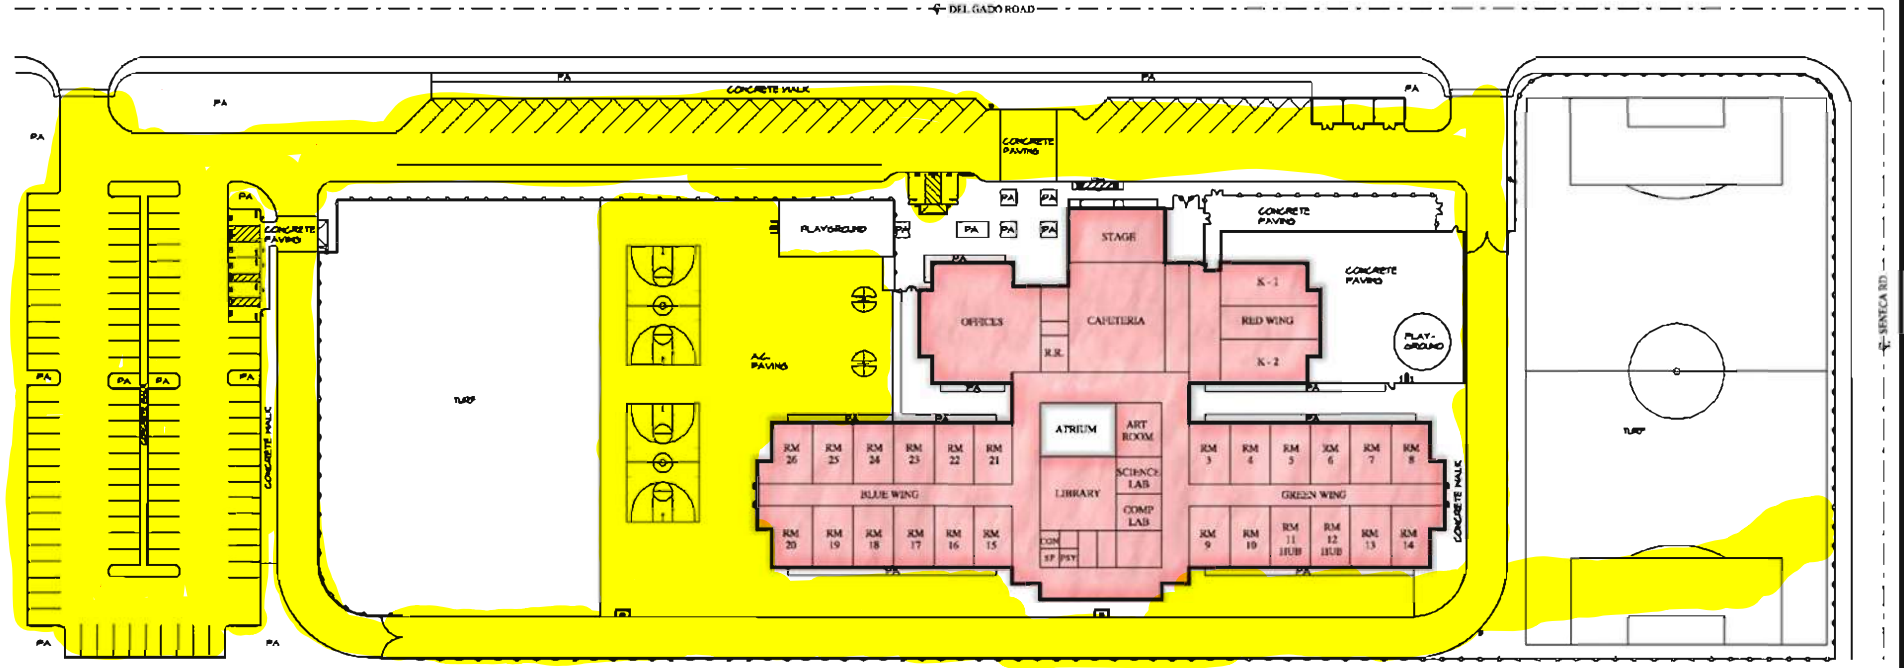 ℄ DEL GADO ROAD
PA
PA
CONCRETE WALK
PA
PA
PA
CONCRETE
PAVING
PA
CONCRETE
PAVING
PLAYGROUND
PA
PA
PA
PA
PA
PA
STAGE
CONCRETE
PAVING
CONCRETE
PAVING
PA
OFFICES
R.R.
CAFETERIA
K - 1
RED WING
K - 2
PLAY-
GROUND
℄ SENECA RD
PA
PA
PA
PA
CONCRETE WALK
TURF
A.C.
PAVING
PA
PA
PA
PA
PA
ATRIUM
ART
ROOM
TURF
RM
26
RM
25
RM
24
RM
23
RM
22
RM
21
BLUE WING
RM
20
RM
19
RM
18
RM
17
RM
16
RM
15
PA
LIBRARY
SCIENCE
LAB
COMP
LAB
CON
SP
PSY
RM
3
RM
4
RM
5
RM
6
RM
7
RM
8
GREEN WING
RM
9
RM
10
RM
11
HUB
RM
12
HUB
RM
13
RM
14
PA
CONCRETE WALK
PA
PA